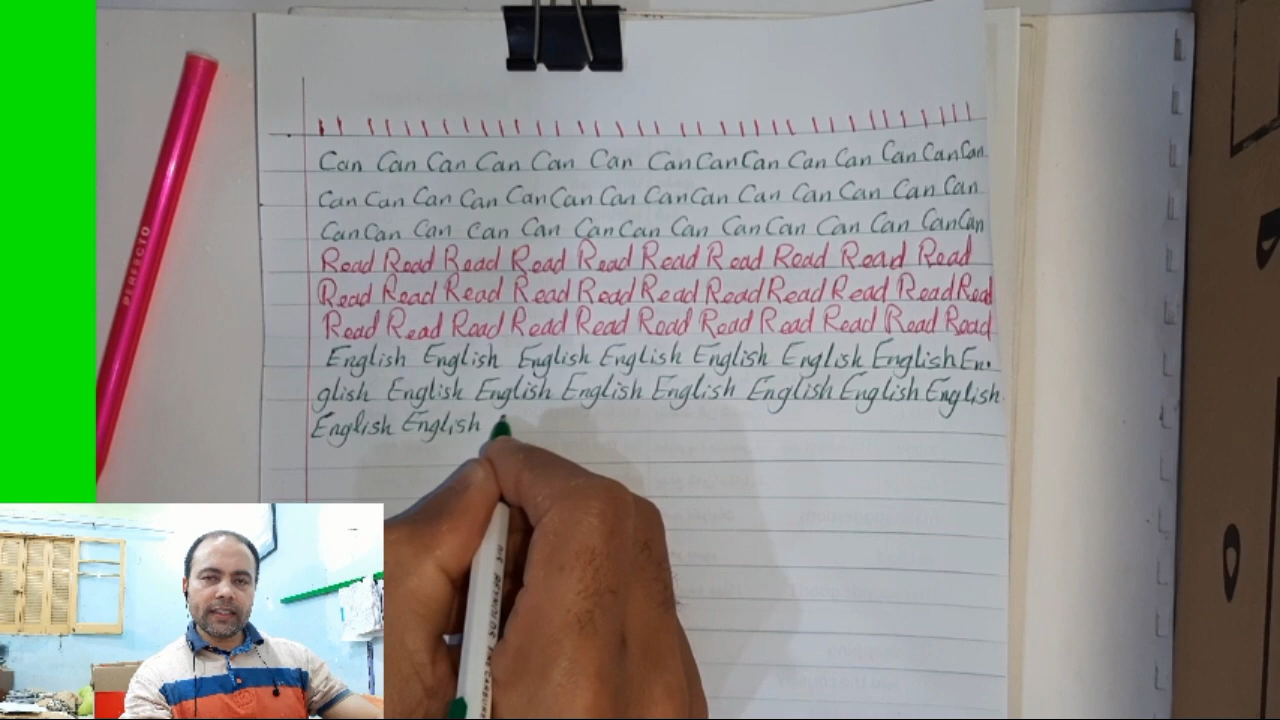 Can Can Can Can Can Can Can Can Can Can Can Can Can Can
Can Can Can Can Can Can Can Can Can Can Can Can Can Can
Can Can Can Can Can Can Can Can Can Can Can Can Can Can
Read Read Read Read Read Read Read Read Read Read
Read Read Read Read Read Read Read Read Read Read Read
Read Read Read Read Read Read Read Read Read Read Read
English English English English English English English En.
glish English English English English English English English
English English
PERFECTO
REYNOLDS